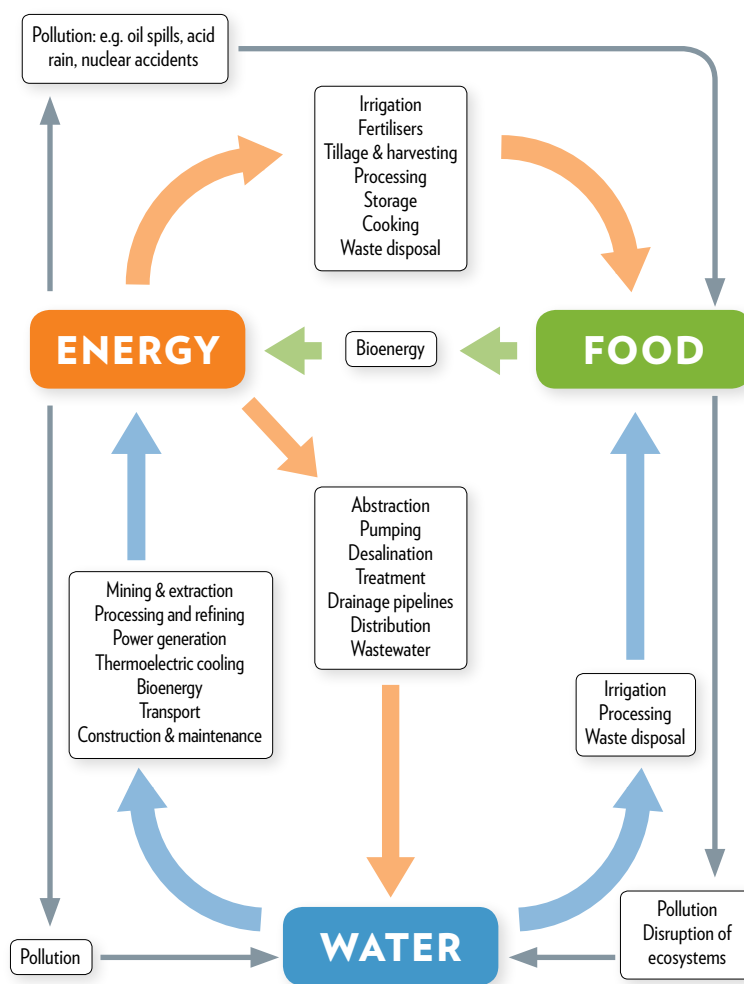 Pollution: e.g. oil spills, acid
rain, nuclear accidents
Irrigation
Fertilisers
Tillage & harvesting
Processing
Storage
Cooking
Waste disposal
ENERGY
Bioenergy
FOOD
Abstraction
Pumping
Desalination
Treatment
Drainage pipelines
Distribution
Wastewater
Mining & extraction
Processing and refining
Power generation
Thermoelectric cooling
Bioenergy
Transport
Construction & maintenance
Irrigation
Processing
Waste disposal
Pollution
WATER
Pollution
Disruption of
ecosystems